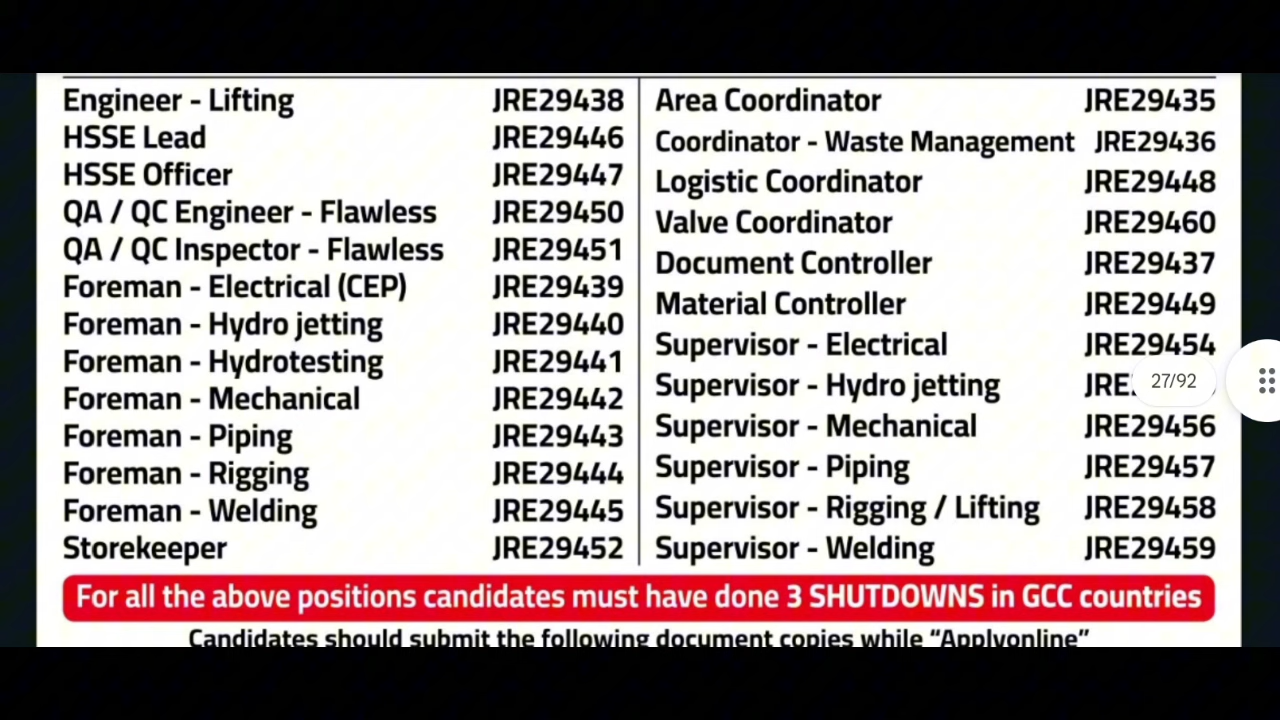 Engineer - Lifting JRE29438
HSSE Lead JRE29446
HSSE Officer JRE29447
QA / QC Engineer - Flawless JRE29450
QA / QC Inspector - Flawless JRE29451
Foreman - Electrical (CEP) JRE29439
Foreman - Hydro jetting JRE29440
Foreman - Hydrotesting JRE29441
Foreman - Mechanical JRE29442
Foreman - Piping JRE29443
Foreman - Rigging JRE29444
Foreman - Welding JRE29445
Storekeeper JRE29452
Area Coordinator JRE29435
Coordinator - Waste Management JRE29436
Logistic Coordinator JRE29448
Valve Coordinator JRE29460
Document Controller JRE29437
Material Controller JRE29449
Supervisor - Electrical JRE29454
Supervisor - Hydro jetting
27/92
Supervisor - Mechanical JRE29456
Supervisor - Piping JRE29457
Supervisor - Rigging / Lifting JRE29458
Supervisor - Welding JRE29459
For all the above positions candidates must have done 3 SHUTDOWNS in GCC countries
Candidates should submit the following document copies while “Applyonline”